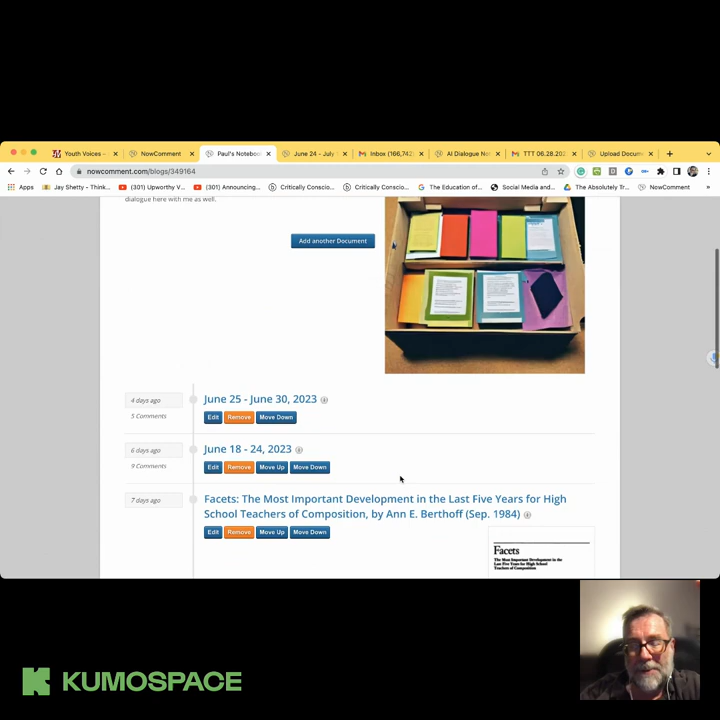 Youth Voices -
NowComment
Paul's Noteboo
June 24 - July
Inbox (166,742)
AI Dialogue No
TTT 06.28.202
Upload Docum
nowcomment.com/blogs/349164
Apps
Jay Shetty - Think...
(301) Upworthy V...
(301) Announcing...
Critically Conscio...
Critically Conscio...
The Education of...
Social Media and...
The Absolutely Tr...
NowComment
dialogue here with me as well.
Add another Document
4 days ago
June 25 - June 30, 2023
5 Comments
Edit
Remove
Move Down
6 days ago
June 18 - 24, 2023
9 Comments
Edit
Remove
Move Up
Move Down
7 days ago
Facets: The Most Important Development in the Last Five Years for High
School Teachers of Composition, by Ann E. Berthoff (Sep. 1984)
Edit
Remove
Move Up
Move Down
Facets
The Most Important Development in the
Last Five Years for High School
Teachers of Composition
KUMOSPACE